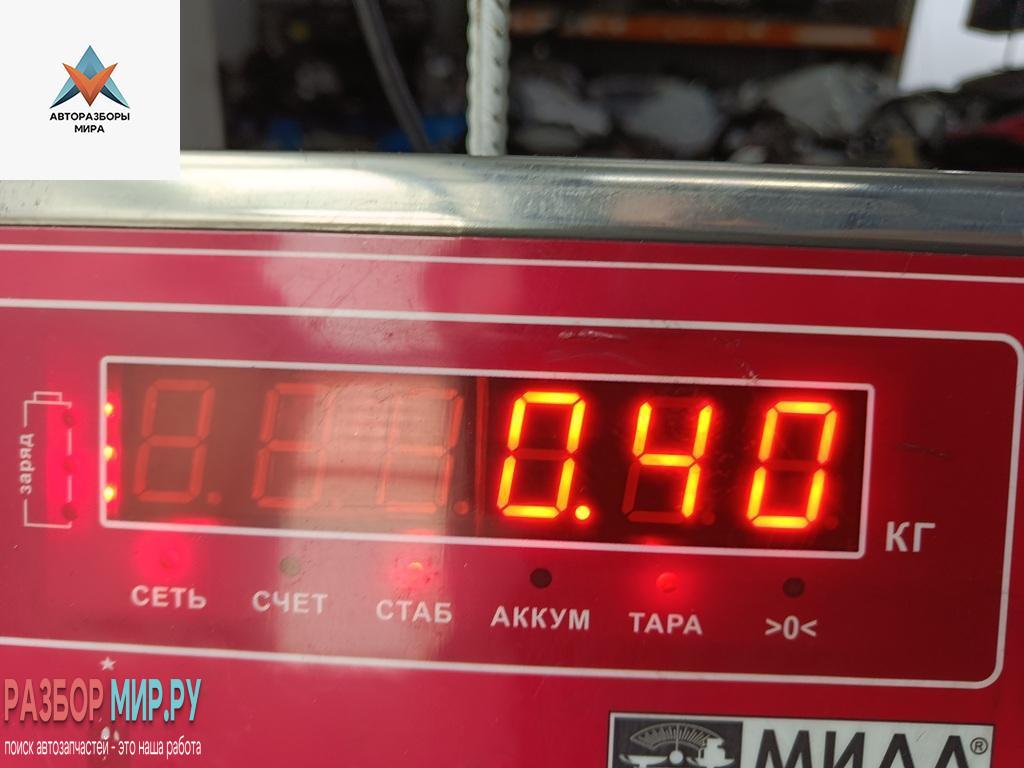 АВТОРАЗБОРЫ
МИРА
заряд
0.40
КГ
СЕТЬ СЧЕТ СТАБ АККУМ ТАРА >0<
РАЗБОР МИР.РУ
поиск автозапчастей - это наша работа
МИДЛ®